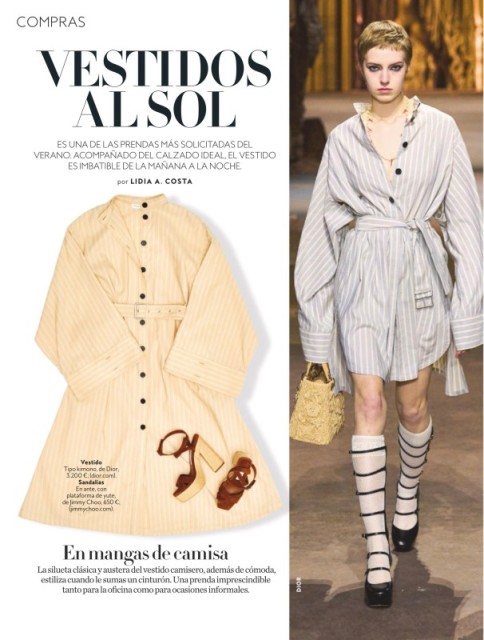 COMPRAS
VESTIDOS
AL SOL
ES UNA DE LAS PRENDAS MÁS SOLICITADAS DEL
VERANO. ACOMPAÑADO DEL CALZADO IDEAL, EL VESTIDO
ES IMBATIBLE DE LA MAÑANA A LA NOCHE.
por LIDIA A. COSTA
Vestido
Tipo kimono, de Dior,
3.200 €; (dior.com).
Sandalias
En ante, con
plataforma de yute,
de Jimmy Choo, 650 €;
(jimmychoo.com).
En mangas de camisa
La silueta clásica y austera del vestido camisero, además de cómoda,
estiliza cuando le sumas un cinturón. Una prenda imprescindible
tanto para la oficina como para ocasiones informales.
DIOR